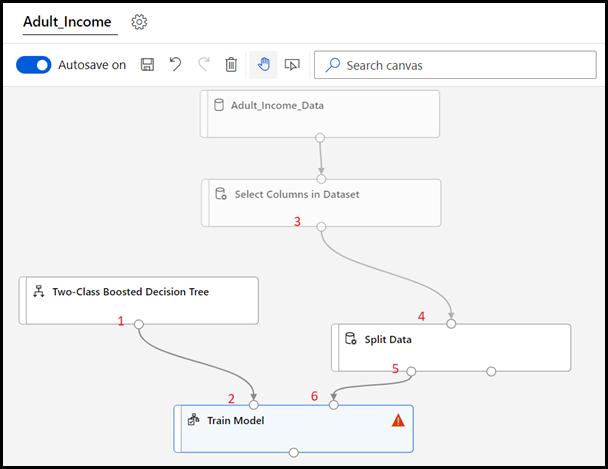 Adult_Income
Autosave on
Search canvas
Adult_Income_Data
Select Columns in Dataset
3
Two-Class Boosted Decision Tree
1
4
Split Data
5
2
6
Train Model